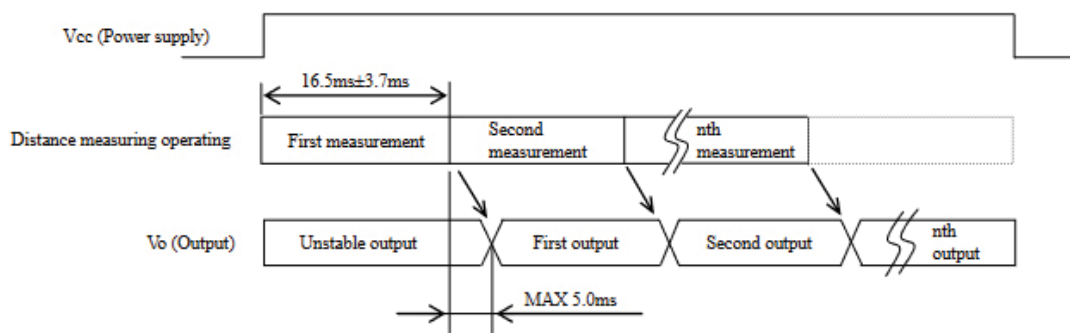 Vcc (Power supply)
16.5ms±3.7ms
Distance measuring operating
First measurement
Second
measurement
nth
measurement
Vo (Output)
Unstable output
First output
Second output
nth
output
MAX 5.0ms